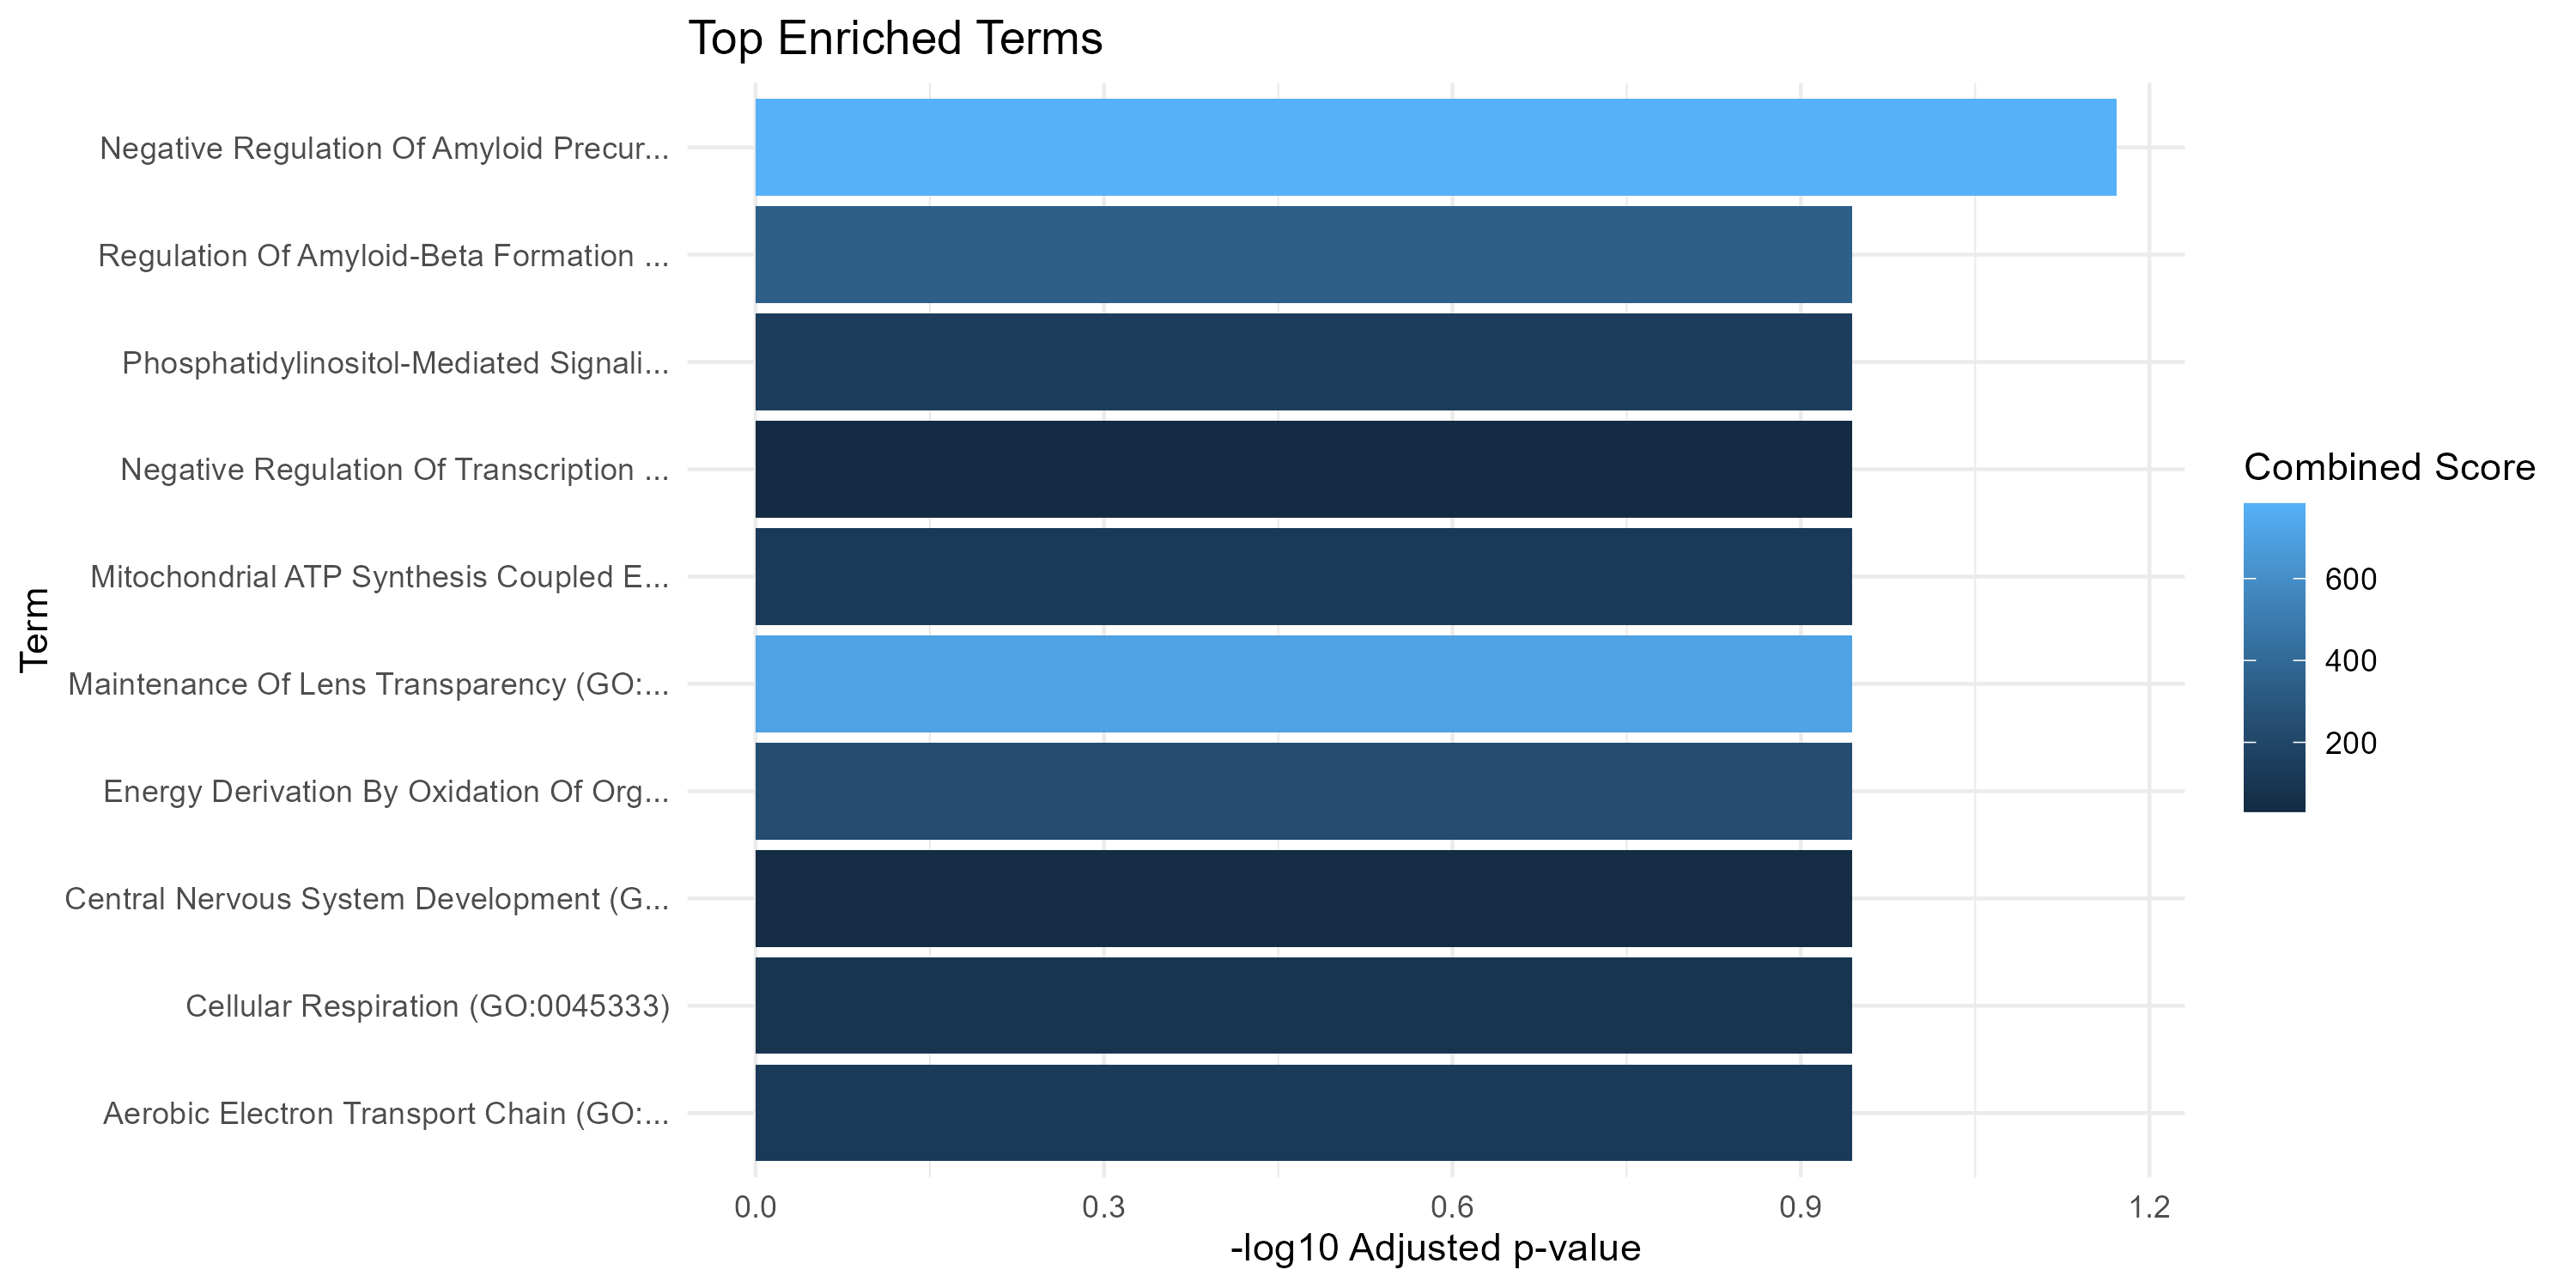 Top Enriched Terms
Negative Regulation Of Amyloid Precur...
Regulation Of Amyloid-Beta Formation ...
Phosphatidylinositol-Mediated Signali...
Negative Regulation Of Transcription ...
Mitochondrial ATP Synthesis Coupled E...
Maintenance Of Lens Transparency (GO:...
Energy Derivation By Oxidation Of Org...
Central Nervous System Development (G...
Cellular Respiration (GO:0045333)
Aerobic Electron Transport Chain (GO:...
Term
0.0
0.3
0.6
0.9
1.2
-log10 Adjusted p-value
Combined Score
600
400
200